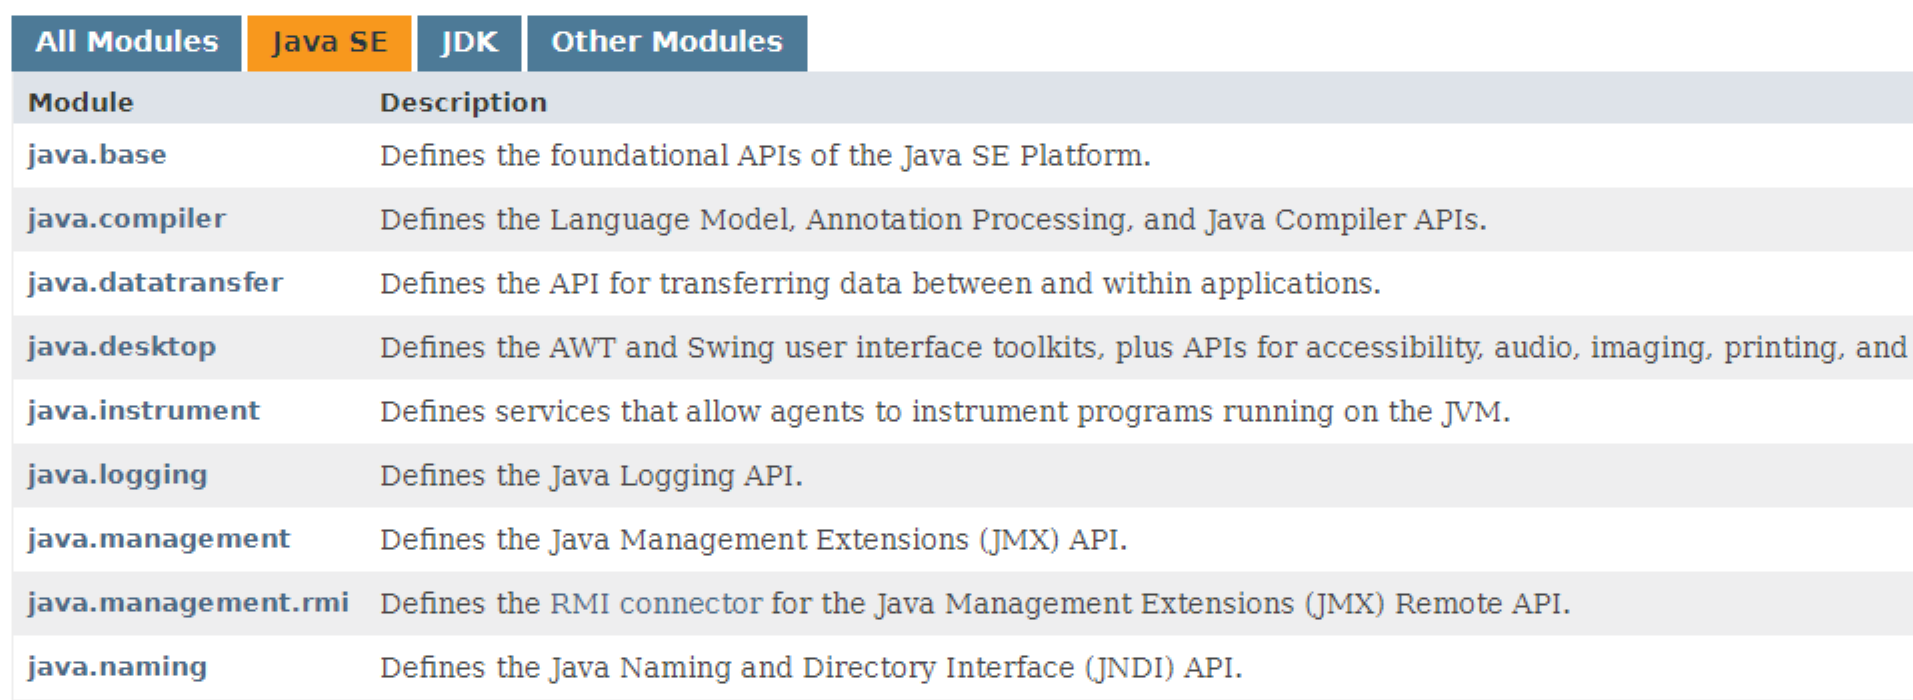 All Modules Java SE JDK Other Modules
Module Description
java.base Defines the foundational APIs of the Java SE Platform.
java.compiler Defines the Language Model, Annotation Processing, and Java Compiler APIs.
java.datatransfer Defines the API for transferring data between and within applications.
java.desktop Defines the AWT and Swing user interface toolkits, plus APIs for accessibility, audio, imaging, printing, and
java.instrument Defines services that allow agents to instrument programs running on the JVM.
java.logging Defines the Java Logging API.
java.management Defines the Java Management Extensions (JMX) API.
java.management.rmi Defines the RMI connector for the Java Management Extensions (JMX) Remote API.
java.naming Defines the Java Naming and Directory Interface (JNDI) API.